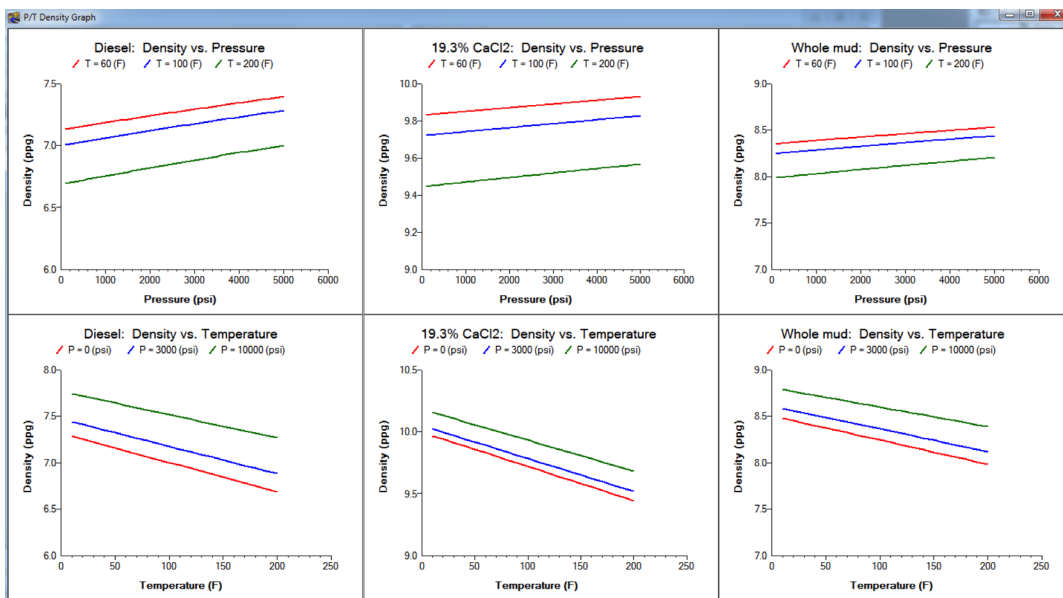 P/T Density Graph
Diesel: Density vs. Pressure
T = 60 (F) T = 100 (F) T = 200 (F)
7.5
7.0
6.5
6.0
Density (ppg)
0 1000 2000 3000 4000 5000 6000
Pressure (psi)
19.3% CaCl2: Density vs. Pressure
T = 60 (F) T = 100 (F) T = 200 (F)
10.0
9.8
9.6
9.4
9.2
9.0
Density (ppg)
0 1000 2000 3000 4000 5000 6000
Pressure (psi)
Whole mud: Density vs. Pressure
T = 60 (F) T = 100 (F) T = 200 (F)
9.0
8.5
8.0
7.5
7.0
Density (ppg)
0 1000 2000 3000 4000 5000 6000
Pressure (psi)
Diesel: Density vs. Temperature
P = 0 (psi) P = 3000 (psi) P = 10000 (psi)
8.0
7.5
7.0
6.5
6.0
Density (ppg)
0 50 100 150 200 250
Temperature (F)
19.3% CaCl2: Density vs. Temperature
P = 0 (psi) P = 3000 (psi) P = 10000 (psi)
10.5
10.0
9.5
9.0
Density (ppg)
0 50 100 150 200 250
Temperature (F)
Whole mud: Density vs. Temperature
P = 0 (psi) P = 3000 (psi) P = 10000 (psi)
9.0
8.5
8.0
7.5
7.0
Density (ppg)
0 50 100 150 200 250
Temperature (F)